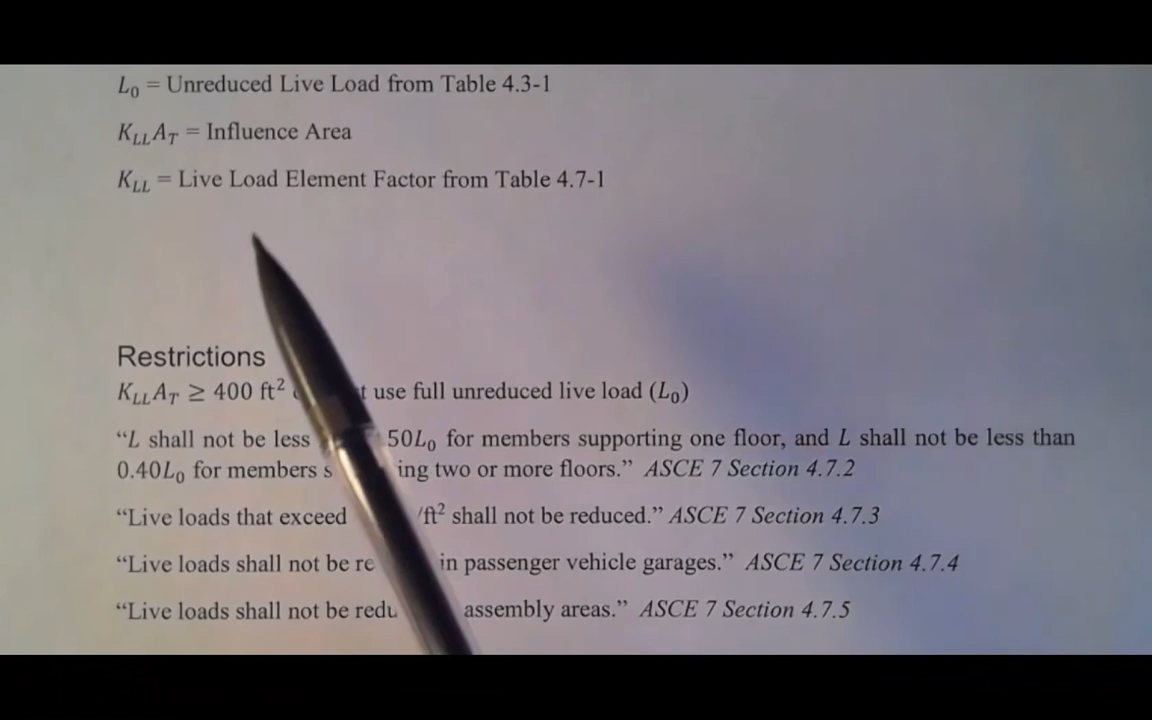 L₀ = Unreduced Live Load from Table 4.3-1
K_LL A_T = Influence Area
K_LL = Live Load Element Factor from Table 4.7-1
Restrictions
K_LL A_T ≥ 400 ft² t use full unreduced live load (L₀)
“L shall not be less 50L₀ for members supporting one floor, and L shall not be less than
0.40L₀ for members s ing two or more floors.” ASCE 7 Section 4.7.2
“Live loads that exceed /ft² shall not be reduced.” ASCE 7 Section 4.7.3
“Live loads shall not be re in passenger vehicle garages.” ASCE 7 Section 4.7.4
“Live loads shall not be redu assembly areas.” ASCE 7 Section 4.7.5